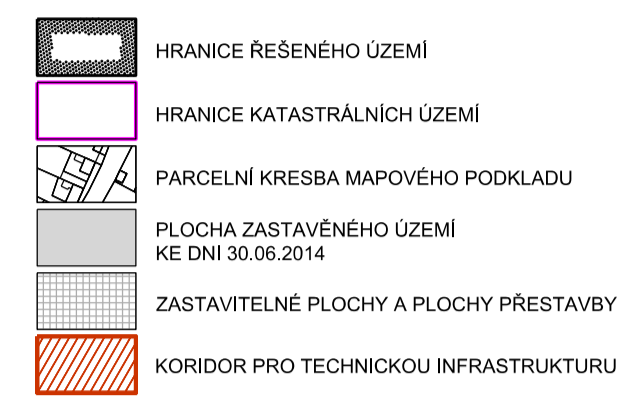 HRANICE ŘEŠENÉHO ÚZEMÍ
HRANICE KATASTRÁLNÍCH ÚZEMÍ
PARCELNÍ KRESBA MAPOVÉHO PODKLADU
PLOCHA ZASTAVĚNÉHO ÚZEMÍ
KE DNÍ 30.06.2014
ZASTAVITELNÉ PLOCHY A PLOCHY PŘESTAVBY
KORIDOR PRO TECHNICKOU INFRASTRUKTURU